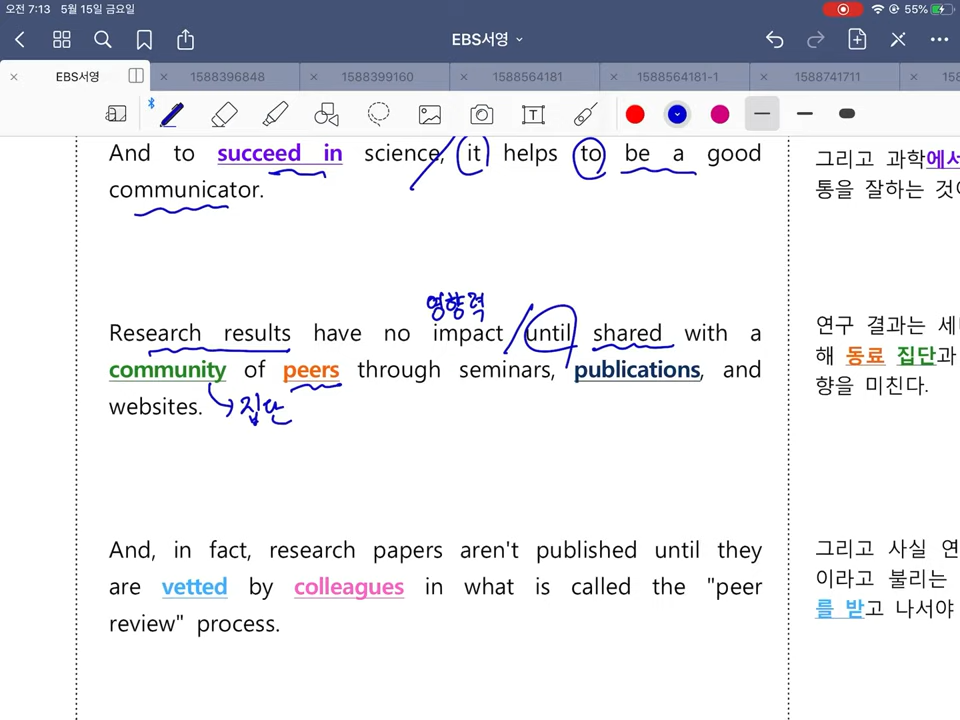 오전 7:13 5월 15일 금요일
55%
EBS서영
EBS서영
1588396848
1588399160
1588564181
1588564181-1
1588741711
T
And to succeed in science, it helps to be a good
communicator.
그리고 과학에서
통을 잘하는 것이
영향력
Research results have no impact until shared with a
community of peers through seminars, publications, and
websites.
집단
연구 결과는 세미
해 동료 집단과
향을 미친다.
And, in fact, research papers aren't published until they
are vetted by colleagues in what is called the "peer
review" process.
그리고 사실 연
이라고 불리는
를 받고 나서야